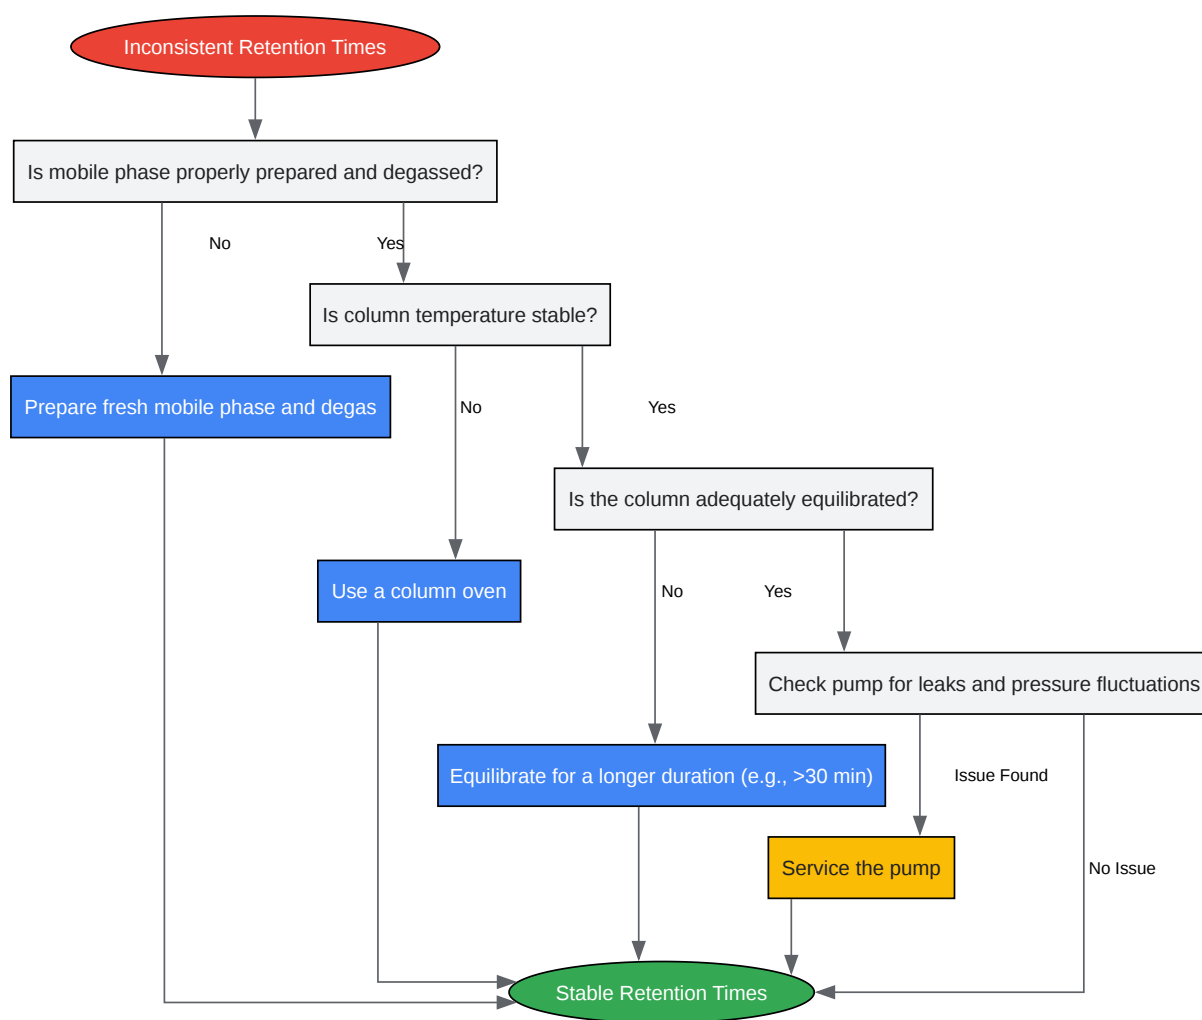 Inconsistent Retention Times
Is mobile phase properly prepared and degassed?
No
Yes
Is column temperature stable?
Prepare fresh mobile phase and degas
No
Yes
Is the column adequately equilibrated?
Use a column oven
No
Yes
Check pump for leaks and pressure fluctuations
Equilibrate for a longer duration (e.g., >30 min)
Issue Found
Service the pump
No Issue
Stable Retention Times